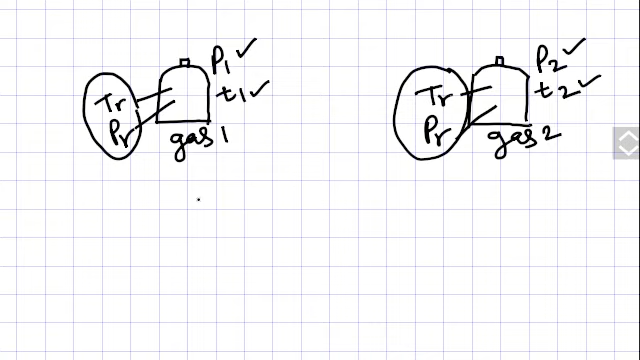 P1 ✓
t1 ✓
Tr
Pr
gas 1
P2 ✓
t2 ✓
Tr
Pr
gas 2